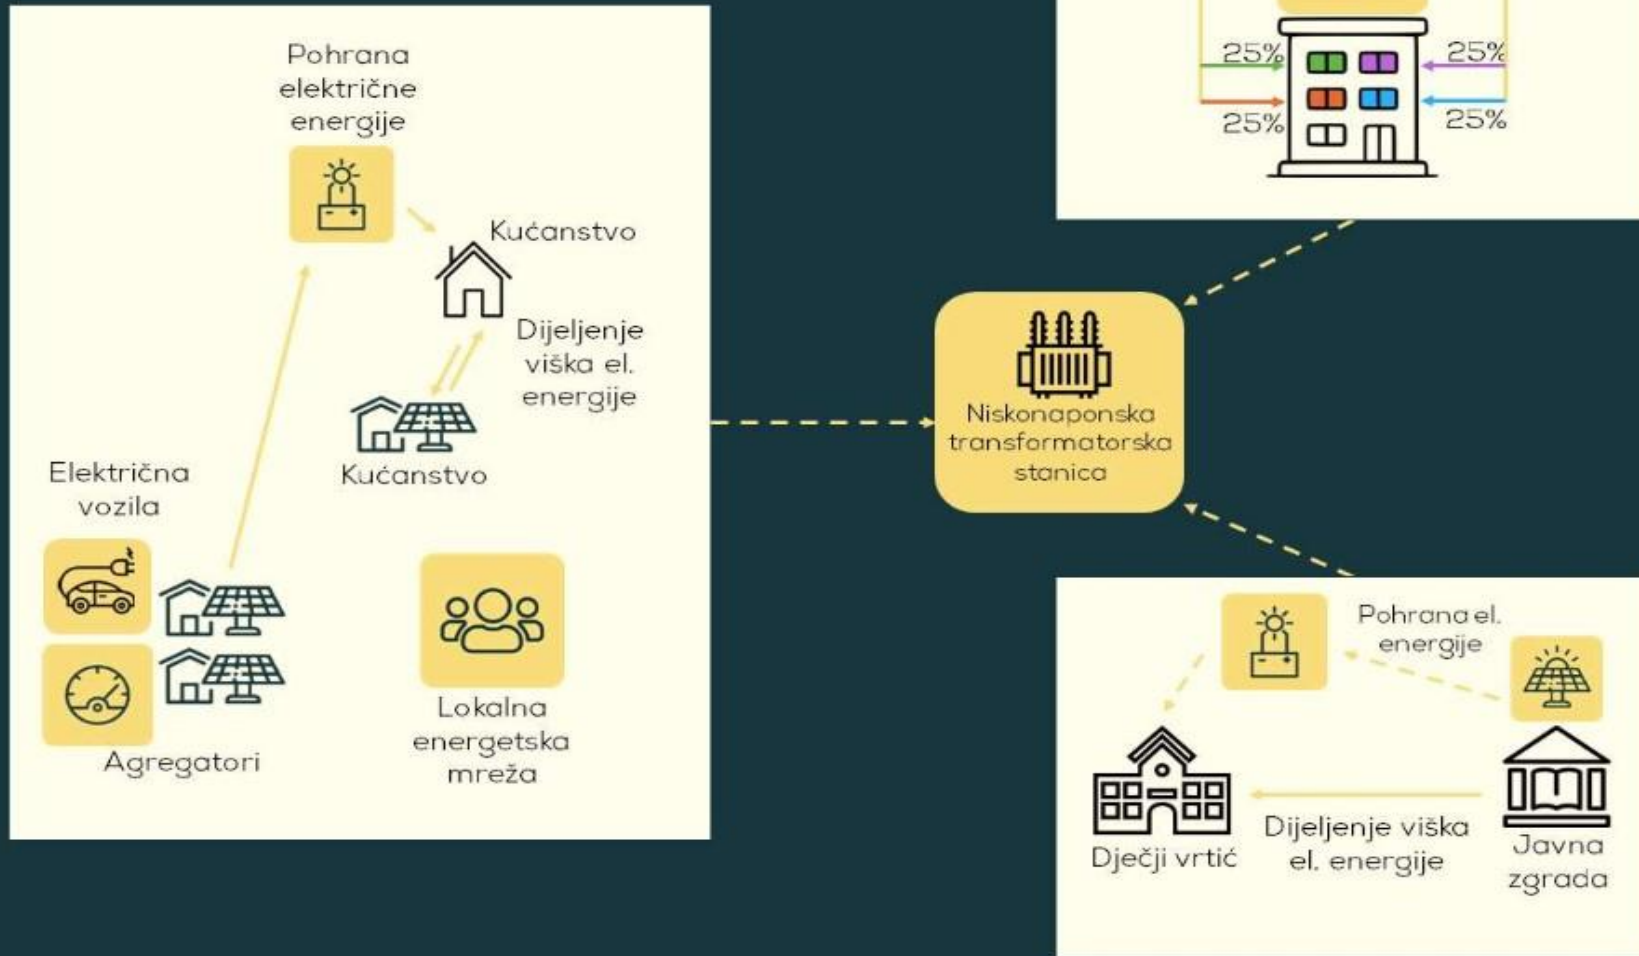 Pohrana
električne
energije
Kućanstvo
Dijeljenje
viška el.
energije
Kućanstvo
Električna
vozila
Agregatori
Lokalna
energetska
mreža
25%
25%
25%
25%
Niskonaponska
transformatorska
stanica
Pohrana el.
energije
Dječji vrtić
Dijeljenje viška
el. energije
Javna
zgrada